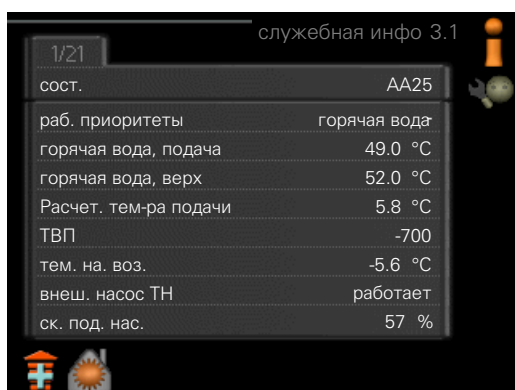 служебная инфо 3.1
1/21
сост. AA25
раб. приоритеты горячая вода
горячая вода, подача 49.0 °C
горячая вода, верх 52.0 °C
Расчет. тем-ра подачи 5.8 °C
ТВП -700
тем. на. воз. -5.6 °C
внеш. насос ТН работает
ск. под. нас. 57 %